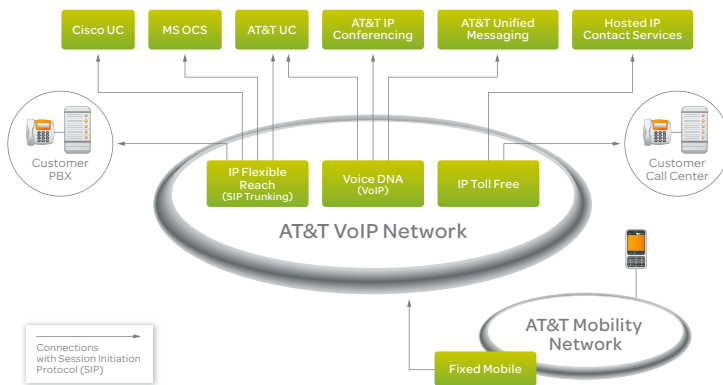 Cisco UC
MS OCS
AT&T UC
AT&T IP
Conferencing
AT&T Unified
Messaging
Hosted IP
Contact Services
Customer
PBX
IP Flexible
Reach
(SIP Trunking)
Voice DNA
(VoIP)
IP Toll Free
Customer
Call Center
AT&T VoIP Network
AT&T Mobility
Network
Fixed Mobile
Connections
with Session Initiation
Protocol (SIP)